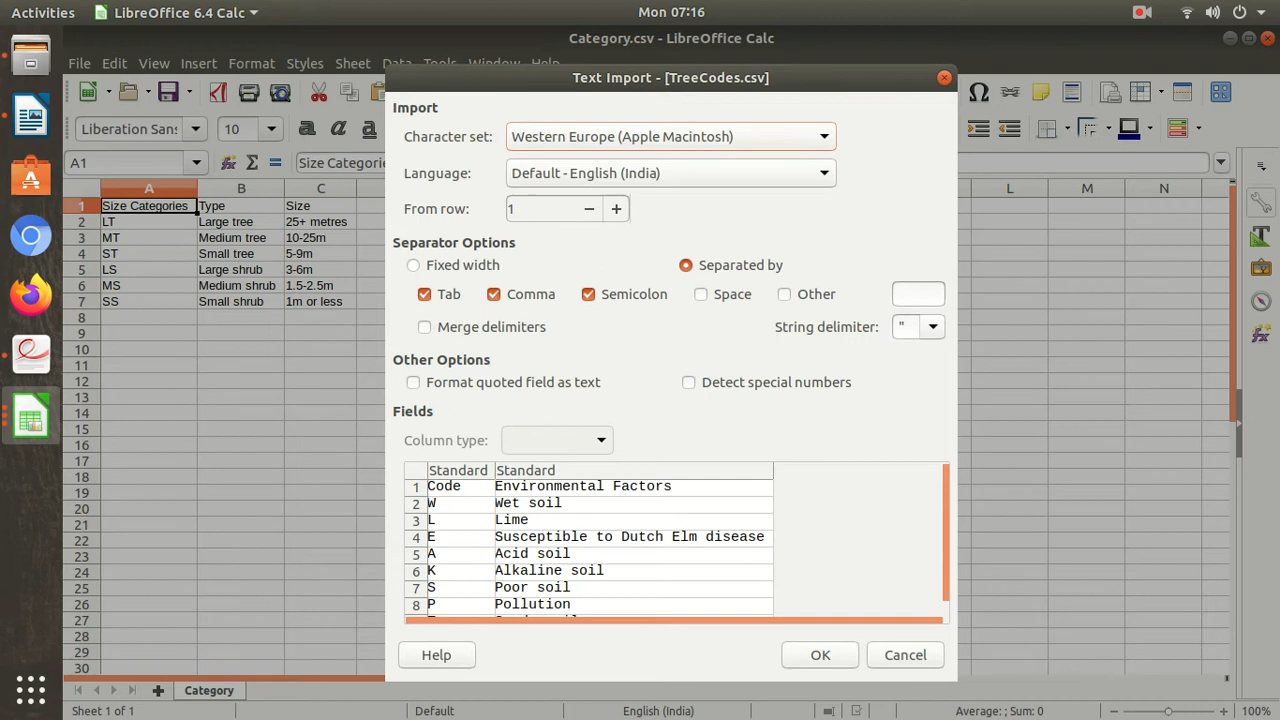 Activities LibreOffice 6.4 Calc Mon 07:16
Category.csv - LibreOffice Calc
File Edit View Insert Format Styles Sheet Data Tools Window Help
Text Import - [TreeCodes.csv]
Import
Character set: Western Europe (Apple Macintosh)
Language: Default - English (India)
From row: 1
Separator Options
Fixed width Separated by
Tab Comma Semicolon Space Other
Merge delimiters String delimiter: "
Other Options
Format quoted field as text Detect special numbers
Fields
Column type:
Standard Standard
1 Code Environmental Factors
2 W Wet soil
3 L Lime
4 E Susceptible to Dutch Elm disease
5 A Acid soil
6 K Alkaline soil
7 S Poor soil
8 P Pollution
Help OK Cancel
Liberation Sans 10
A1 Size Categories
A B C L M N
1 Size Categories Type Size
2 LT Large tree 25+ metres
3 MT Medium tree 10-25m
4 ST Small tree 5-9m
5 LS Large shrub 3-6m
6 MS Medium shrub 1.5-2.5m
7 SS Small shrub 1m or less
8
9
10
11
12
13
14
15
16
17
18
19
20
21
22
23
24
25
26
27
28
29
30
Category
Sheet 1 of 1 Default English (India) Average: ; Sum: 0 100%